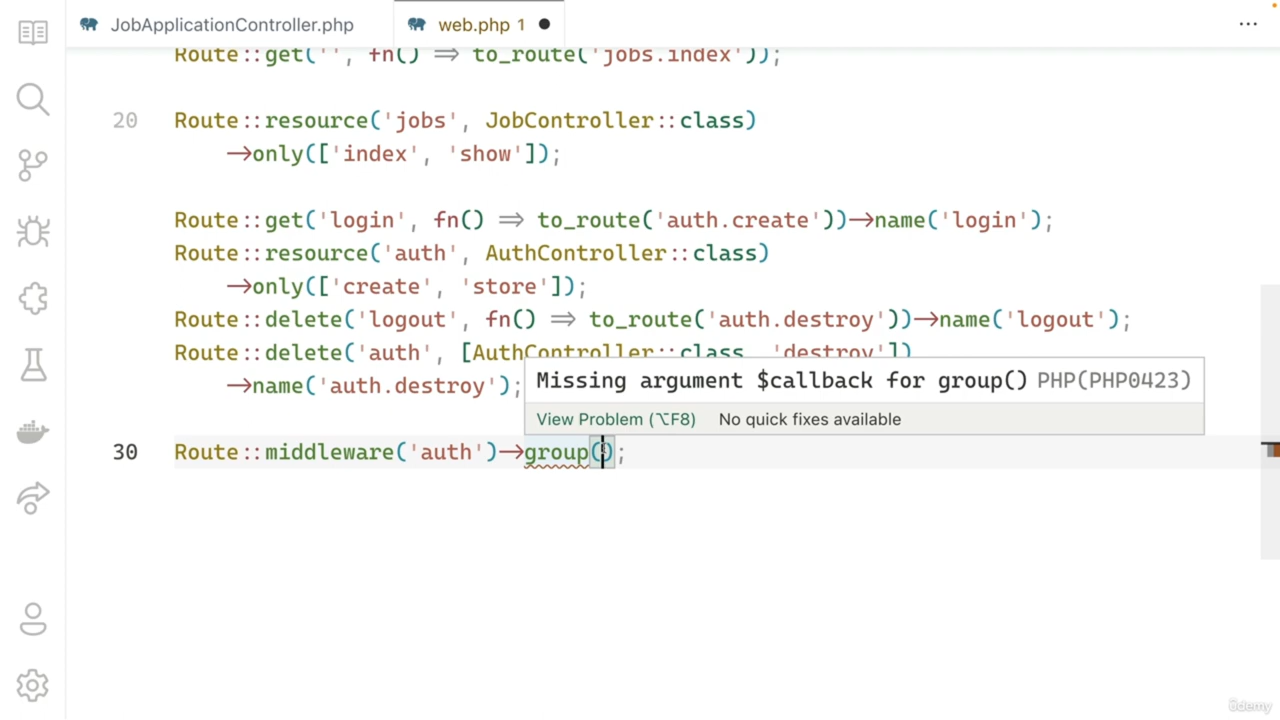 JobApplicationController.php
web.php 1
Route::get('', fn() => to_route('jobs.index'));
20
Route::resource('jobs', JobController::class)
->only(['index', 'show']);
Route::get('login', fn() => to_route('auth.create'))->name('login');
Route::resource('auth', AuthController::class)
->only(['create', 'store']);
Route::delete('logout', fn() => to_route('auth.destroy'))->name('logout');
Route::delete('auth', [AuthController::class, 'destroy'])
->name('auth.destroy');
Missing argument $callback for group() PHP(PHP0423)
View Problem (⌥F8) No quick fixes available
30 Route::middleware('auth')->group();
ûdemy